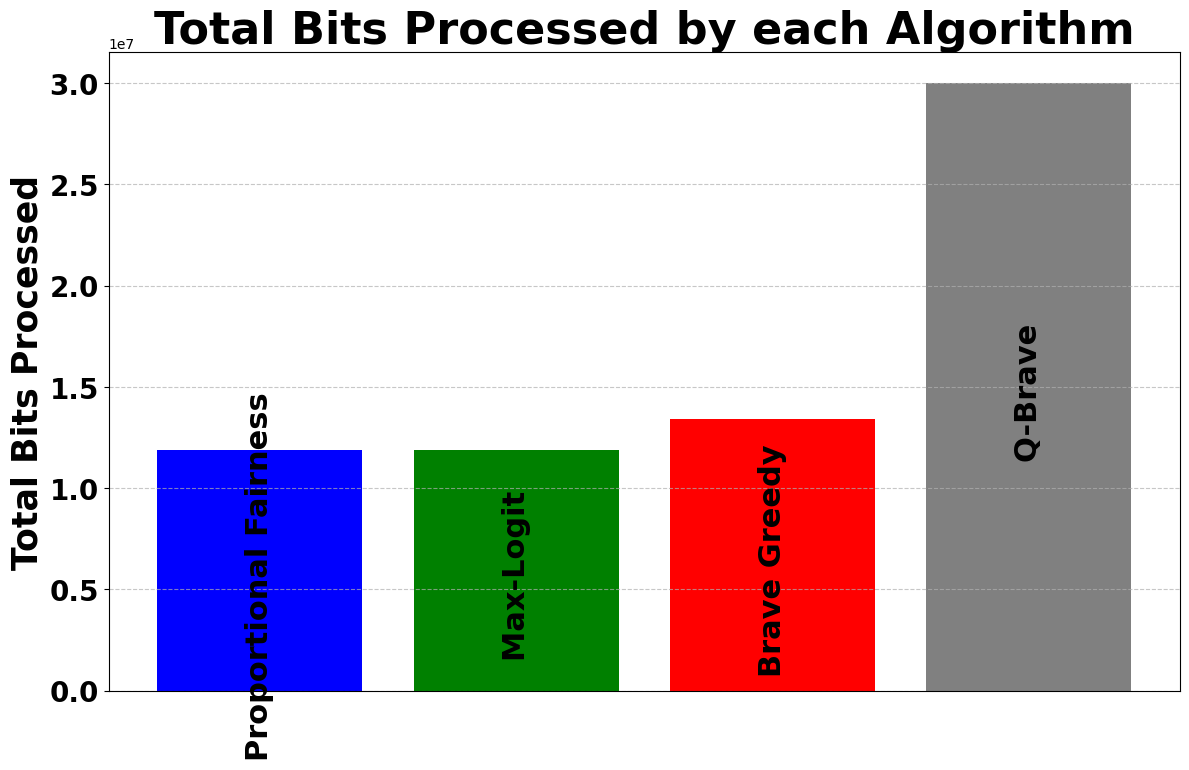 Total Bits Processed by each Algorithm
1e7
Total Bits Processed
3.0
2.5
2.0
1.5
1.0
0.5
0.0
Proportional Fairness
Max-Logit
Brave Greedy
Q-Brave